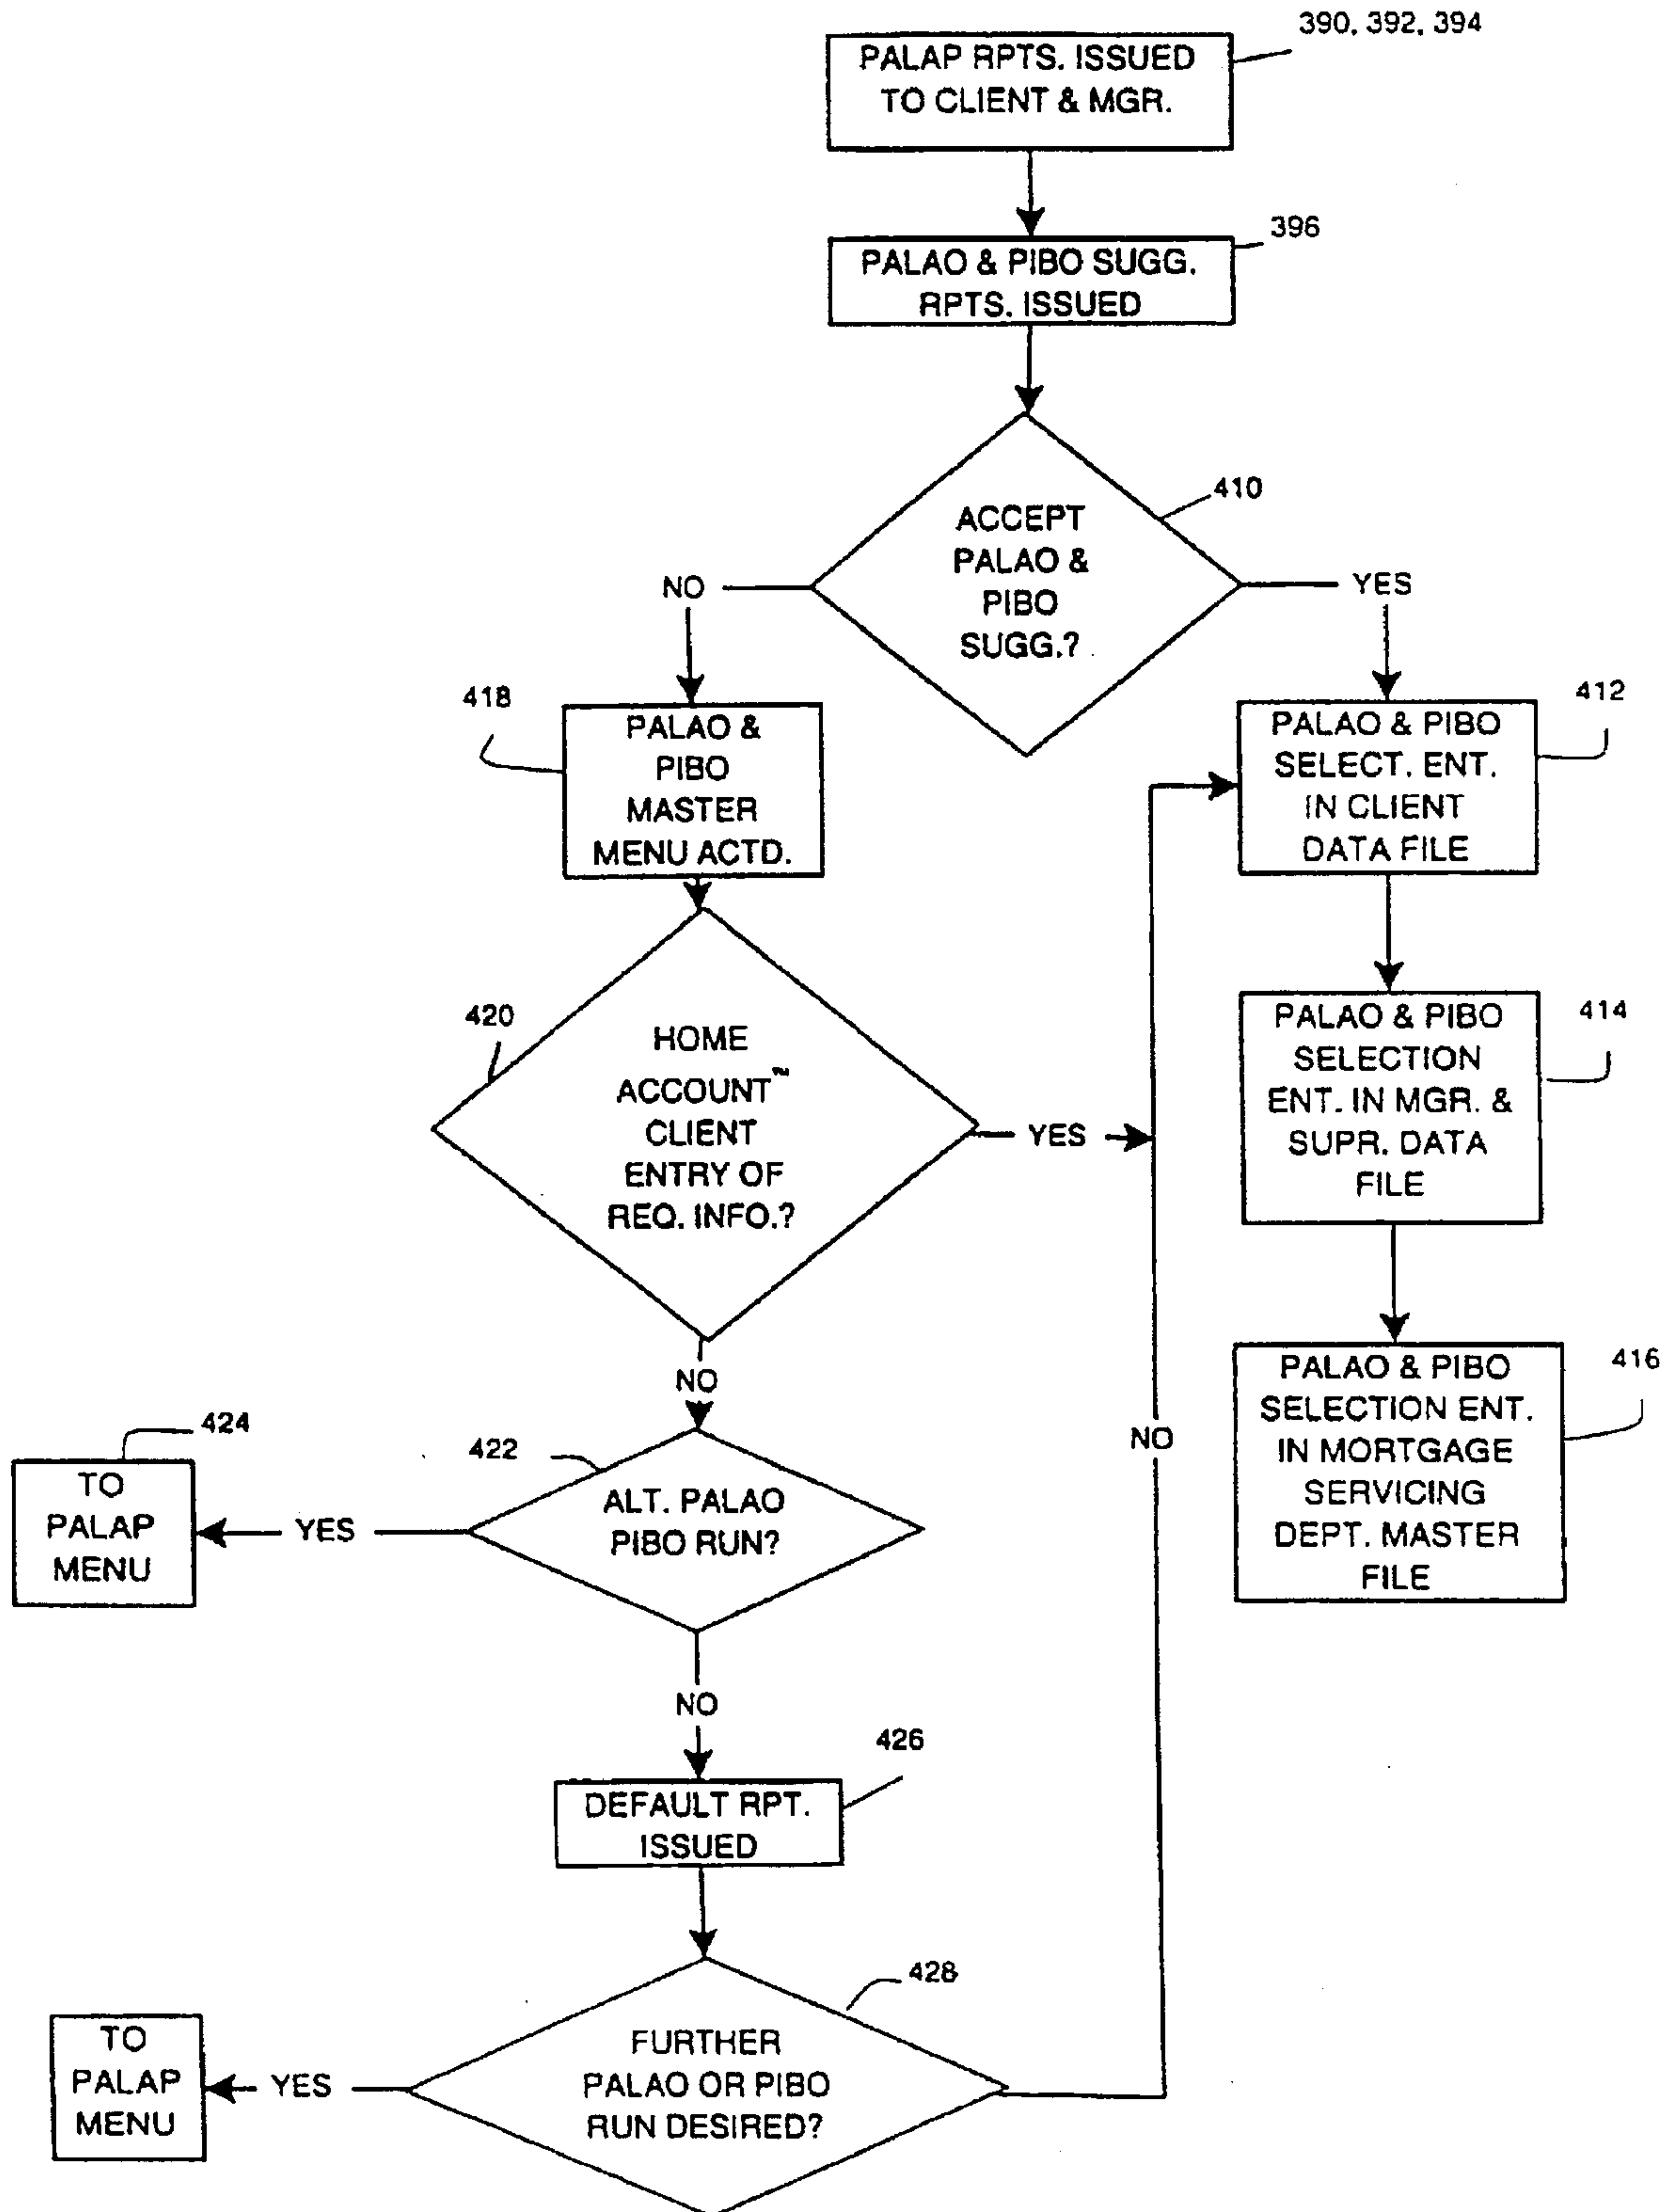 390, 392, 394
PALAP RPTS. ISSUED
TO CLIENT & MGR.
396
PALAO & PIBO SUGG.
RPTS. ISSUED
410
ACCEPT
PALAO &
PIBO
SUGG.?
NO
YES
418
PALAO &
PIBO
MASTER
MENU ACTD.
412
PALAO & PIBO
SELECT. ENT.
IN CLIENT
DATA FILE
420
HOME
ACCOUNT™
CLIENT
ENTRY OF
REQ. INFO.?
YES
414
PALAO & PIBO
SELECTION
ENT. IN MGR. &
SUPR. DATA
FILE
NO
416
PALAO & PIBO
SELECTION ENT.
IN MORTGAGE
SERVICING
DEPT. MASTER
FILE
424
TO
PALAP
MENU
YES
422
ALT. PALAO
PIBO RUN?
NO
NO
426
DEFAULT RPT.
ISSUED
428
FURTHER
PALAO OR PIBO
RUN DESIRED?
YES
TO
PALAP
MENU